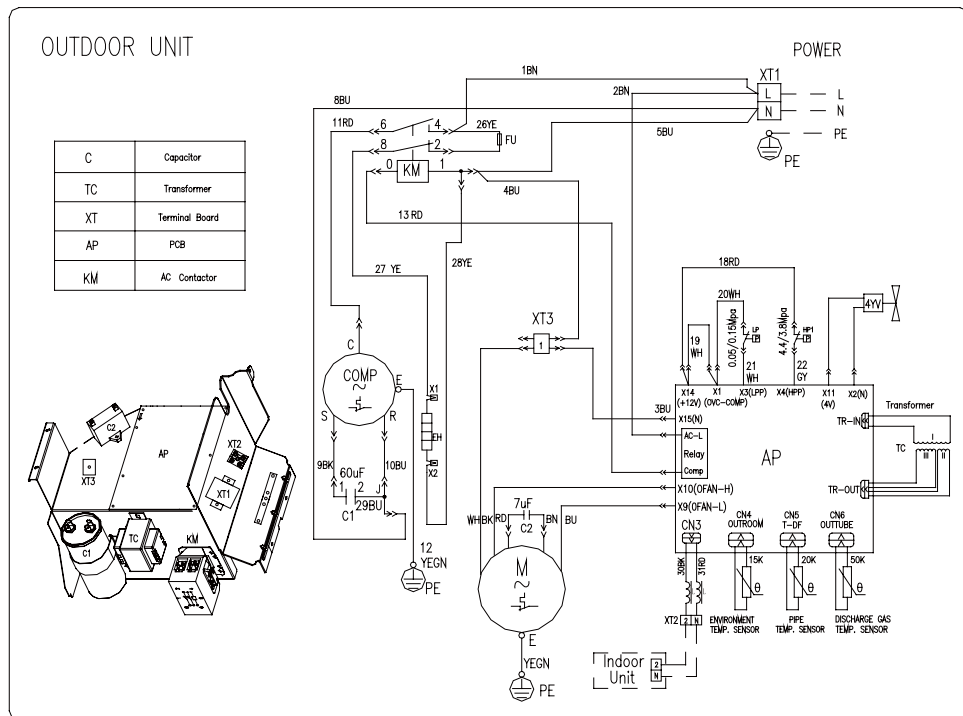 OUTDOOR UNIT
POWER
XT1
L
L
N
N
PE
PE
1BN
2BN
8BU
11RD
6
4
26YE
FU
8
2
5BU
0
KM
1
4BU
13 RD
27 YE
28YE
C Capacitor
TC Transformer
XT Terminal Board
AP PCB
KM AC Contactor
18RD
20WH
19
WH
0.05/0.15Mpa
LP
P
21
WH
4.4/3.8Mpa
HP1
P
22
GY
4YV
XT3
1
C
COMP
~
E
S
R
X1
EH
X2
9BK
60uF
1
2
J
10BU
29BU
C1
12
YEGN
PE
X14
(+12V)
X1
(OVC-COMP)
X3(LPP)
X4(HPP)
X11
(4V)
X2(N)
3BU
X15(N)
AC-L
Relay
Comp
AP
TR-IN
Transformer
TC
I
II
III
TR-OUT
X10(OFAN-H)
X9(OFAN-L)
CN3
CN4
OUTROOM
CN5
T-DF
CN6
OUTTUBE
WH
BK
RD
7uF
C2
BN
BU
M
~
E
YEGN
PE
30BK
31RD
L
15K
θ
20K
θ
50K
θ
XT2
2
N
ENVIRONMENT
TEMP. SENSOR
PIPE
TEMP. SENSOR
DISCHARGE GAS
TEMP. SENSOR
Indoor
Unit
2
N
C2
AP
XT3
XT2
XT1
C1
TC
KM